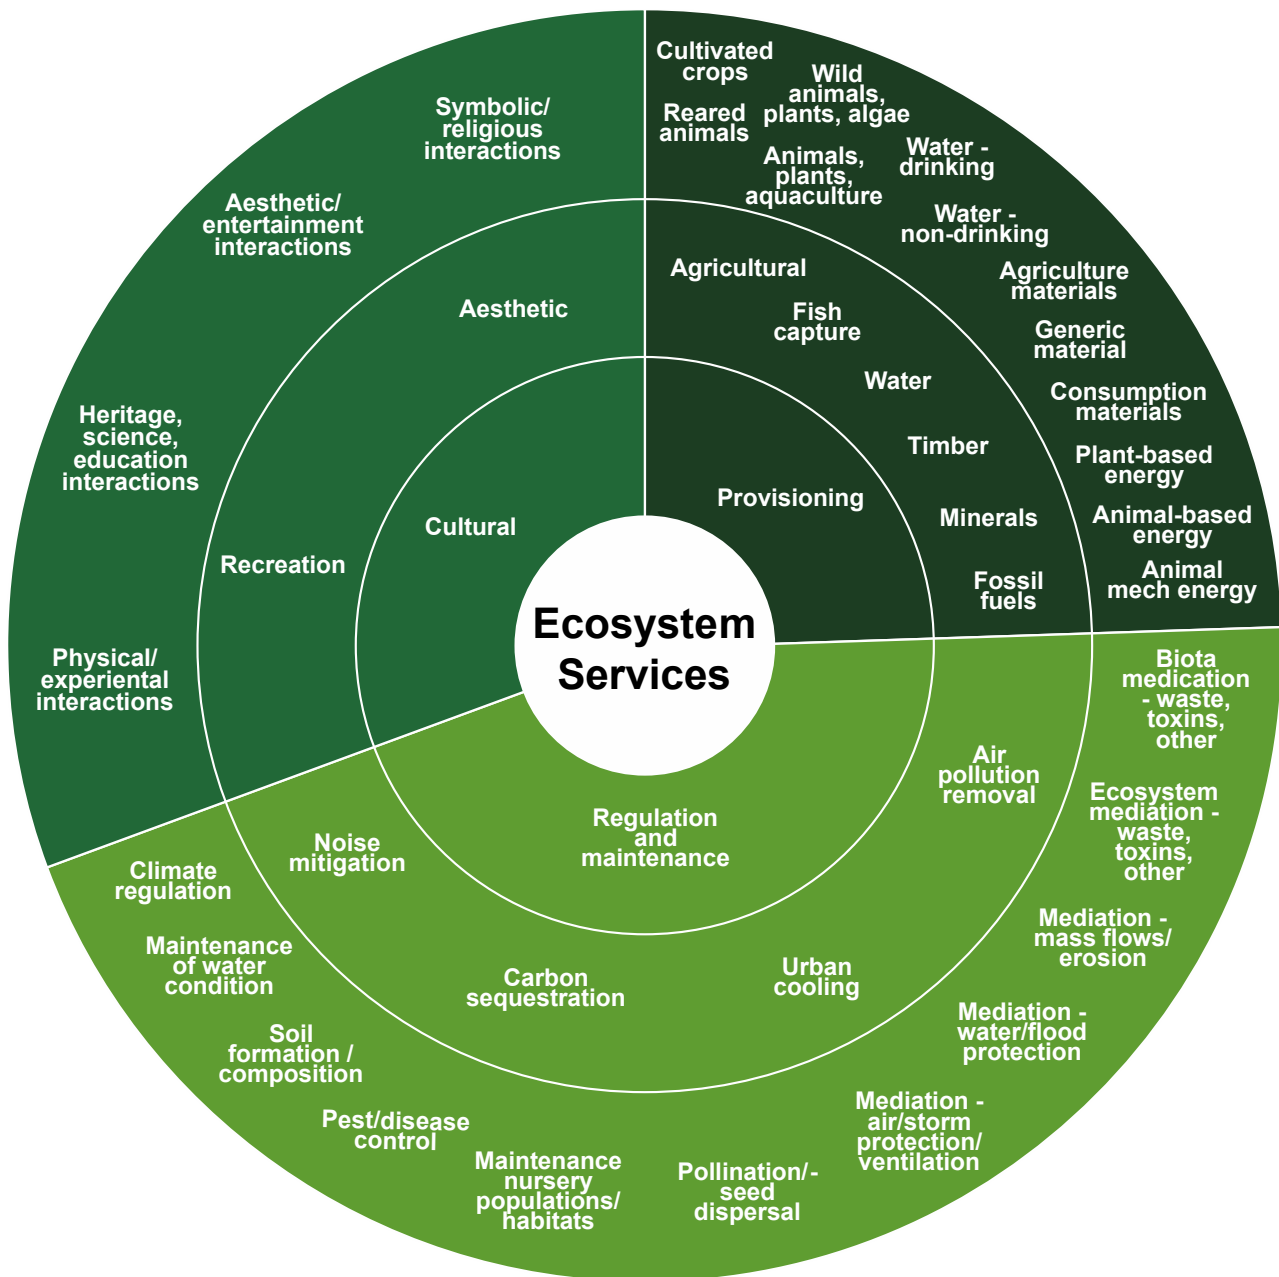 Ecosystem
Services
Cultural
Provisioning
Regulation
and
maintenance
Aesthetic
Recreation
Agricultural
Fish
capture
Water
Timber
Minerals
Fossil
fuels
Air
pollution
removal
Urban
cooling
Carbon
sequestration
Noise
mitigation
Symbolic/
religious
interactions
Aesthetic/
entertainment
interactions
Heritage,
science,
education
interactions
Physical/
experiental
interactions
Cultivated
crops
Reared
animals
Wild
animals,
plants, algae
Animals,
plants,
aquaculture
Water -
drinking
Water -
non-drinking
Agriculture
materials
Generic
material
Consumption
materials
Plant-based
energy
Animal-based
energy
Animal
mech energy
Biota
medication
- waste,
toxins,
other
Ecosystem
mediation -
waste,
toxins,
other
Mediation -
mass flows/
erosion
Mediation -
water/flood
protection
Mediation -
air/storm
protection/
ventilation
Pollination/-
seed
dispersal
Maintenance
nursery
populations/
habitats
Pest/disease
control
Soil
formation /
composition
Maintenance
of water
condition
Climate
regulation